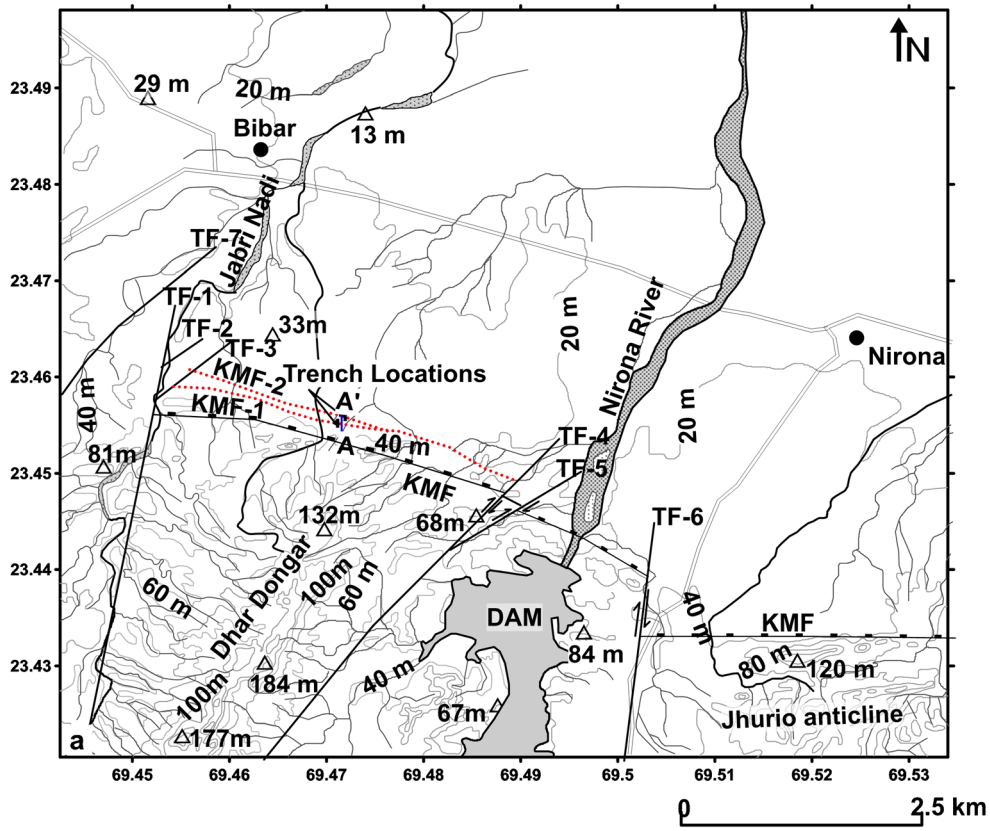 N
23.49
23.48
23.47
23.46
23.45
23.44
23.43
29 m
20 m
Bibar
13 m
Jabri Nadi
TF-7
TF-1
TF-2
TF-3
33m
KMF-2
Trench Locations
KMF-1
A'
A
40 m
40 m
81m
KMF
20 m
Nirona River
Nirona
20 m
TF-4
TF-5
68m
TF-6
132m
100m
60 m
60 m
Dhar Dongar
DAM
40 m
KMF
84 m
80 m
120 m
184 m
40 m
100m
67m
177m
Jhurio anticline
a
69.45
69.46
69.47
69.48
69.49
69.5
69.51
69.52
69.53
0
2.5 km